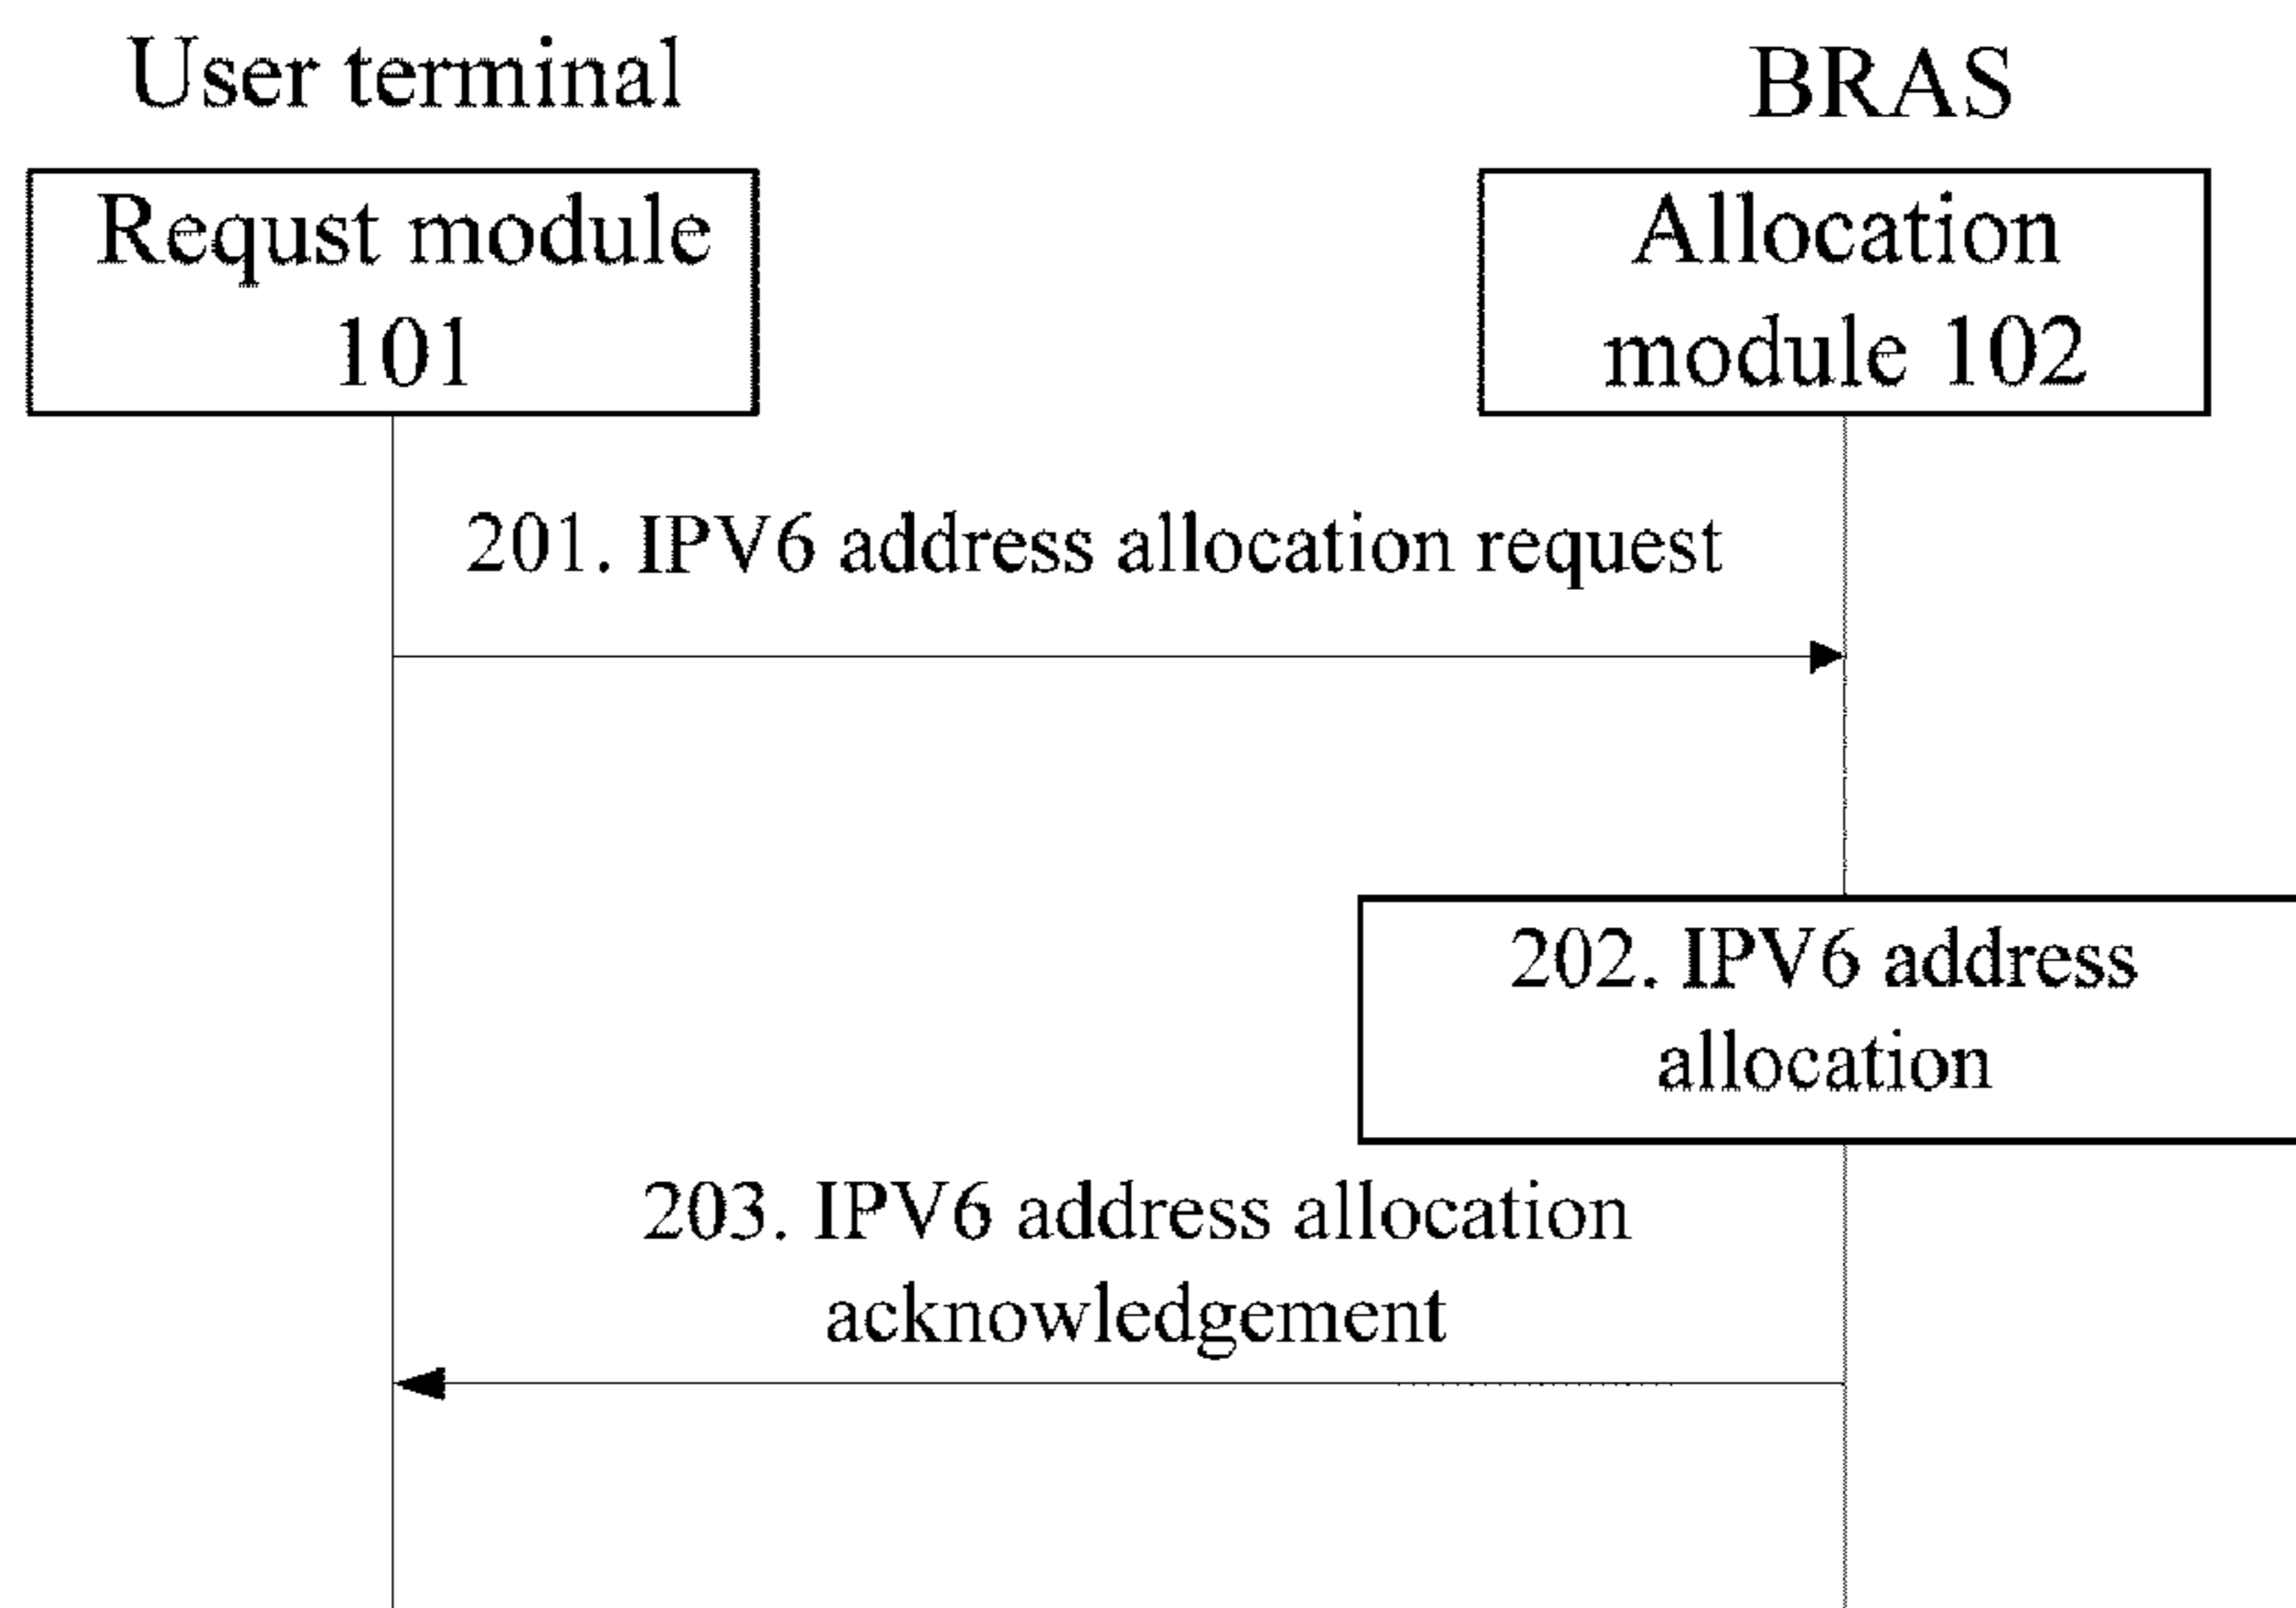 User terminal
BRAS
Requst module
101
Allocation
module 102
201. IPV6 address allocation request
202. IPV6 address
allocation
203. IPV6 address allocation
acknowledgement